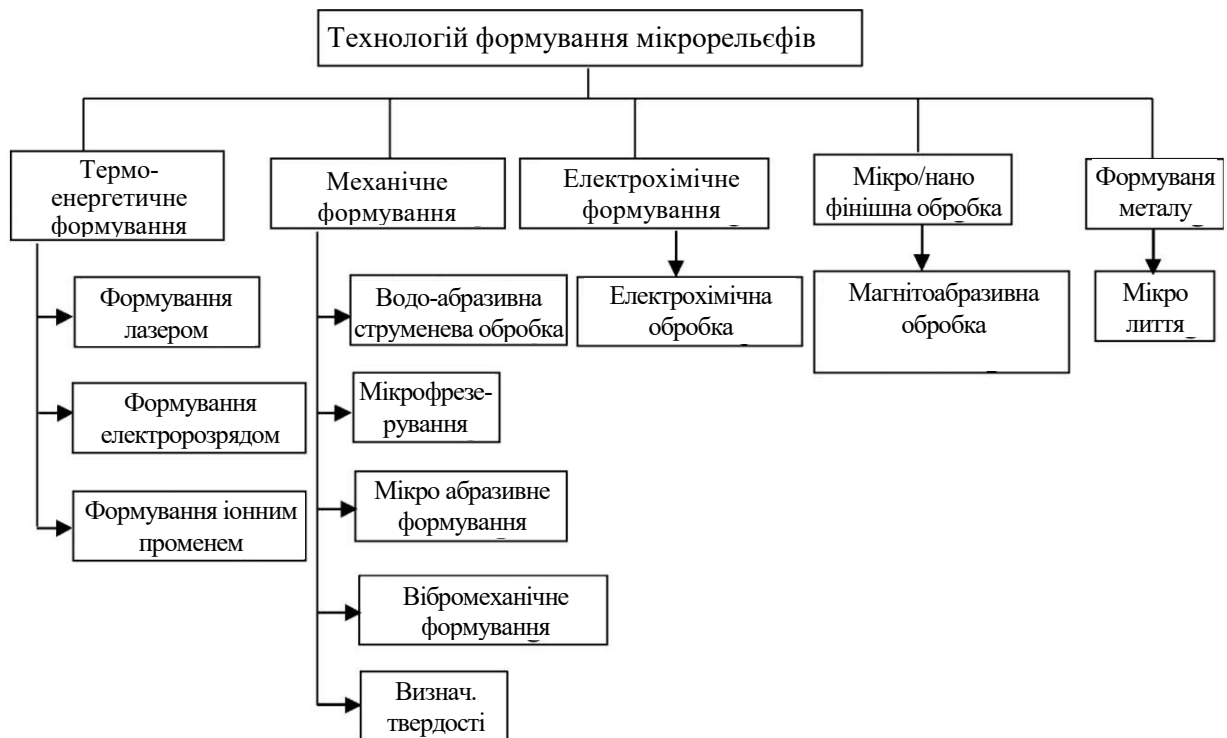 Технологій формування мікрорельєфів
Термо-
енергетичне
формування
Механічне
формування
Електрохімічне
формування
Мікро/нано
фінішна обробка
Формуваня
металу
Формування
лазером
Формування
електророзрядом
Формування іонним
променем
Водо-абразивна
струменева обробка
Мікрофрезе-
рування
Мікро абразивне
формування
Вібромеханічне
формування
Визнач.
твердості
Електрохімічна
обробка
Магнітоабразивна
обробка
Мікро
лиття